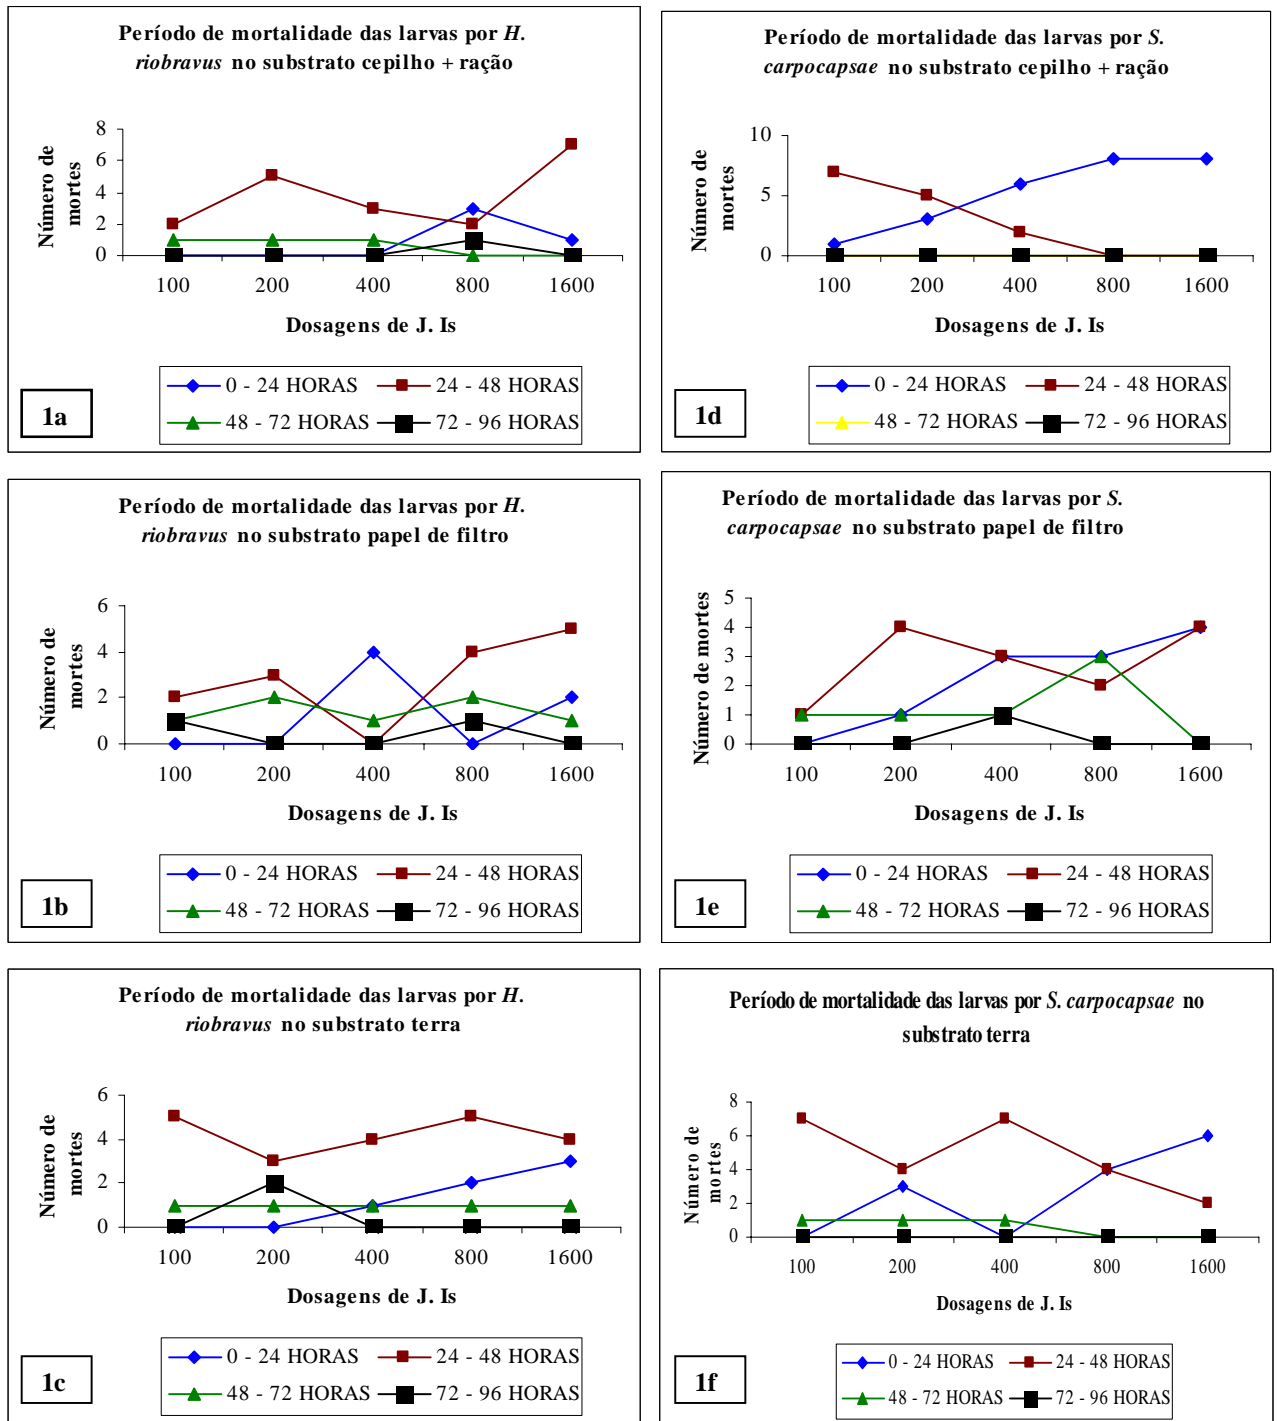 Período de mortalidade das larvas por H.
riobravus no substrato cepilho + ração
Número de
mortes
8
6
4
2
0
100 200 400 800 1600
Dosagens de J. Is
0 - 24 HORAS 24 - 48 HORAS
48 - 72 HORAS 72 - 96 HORAS
1a
Período de mortalidade das larvas por S.
carpocapsae no substrato cepilho + ração
Número de
mortes
10
5
0
100 200 400 800 1600
Dosagens de J. Is
0 - 24 HORAS 24 - 48 HORAS
48 - 72 HORAS 72 - 96 HORAS
1d
Período de mortalidade das larvas por H.
riobravus no substrato papel de filtro
Número de
mortes
6
4
2
0
100 200 400 800 1600
Dosagens de J. Is
0 - 24 HORAS 24 - 48 HORAS
48 - 72 HORAS 72 - 96 HORAS
1b
Período de mortalidade das larvas por S.
carpocapsae no substrato papel de filtro
Número de mortes
5
4
3
2
1
0
100 200 400 800 1600
Dosagens de J. Is
0 - 24 HORAS 24 - 48 HORAS
48 - 72 HORAS 72 - 96 HORAS
1e
Período de mortalidade das larvas por H.
riobravus no substrato terra
Número de
mortes
6
4
2
0
100 200 400 800 1600
Dosagens de J. Is
0 - 24 HORAS 24 - 48 HORAS
48 - 72 HORAS 72 - 96 HORAS
1c
Período de mortalidade das larvas por S. carpocapsae no
substrato terra
Número de
mortes
8
6
4
2
0
100 200 400 800 1600
Dosagens de J. Is
0 - 24 HORAS 24 - 48 HORAS
48 - 72 HORAS 72 - 96 HORAS
1f